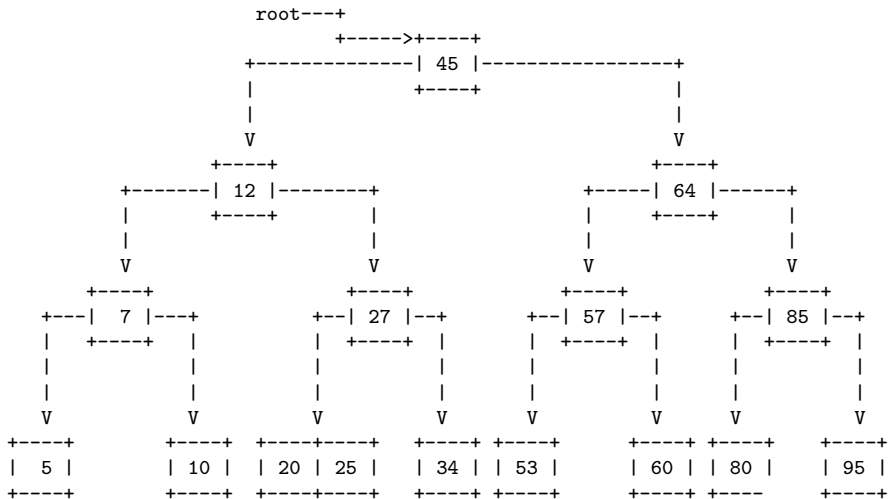 root---+
+------>+----+
+---------------| 45 |------------------+
+----+
| |
| |
V V
+----+ +----+
+-------| 12 |--------+ +-----| 64 |------+
| +----+ | | +----+ |
| | | |
V V V V
+----+ +----+ +----+ +----+
+---| 7 |---+ +--| 27 |--+ +--| 57 |--+ +--| 85 |--+
| +----+ | | +----+ | | +----+ | | +----+ |
| | | | | | | |
| | | | | | | |
V V V V V V V V
+----+ +----+ +----+----+ +----+ +----+ +----+ +----+ +----+
| 5 | | 10 | | 20 | 25 | | 34 | | 53 | | 60 | | 80 | | 95 |
+----+ +----+ +----+----+ +----+ +----+ +----+ +---- +----+